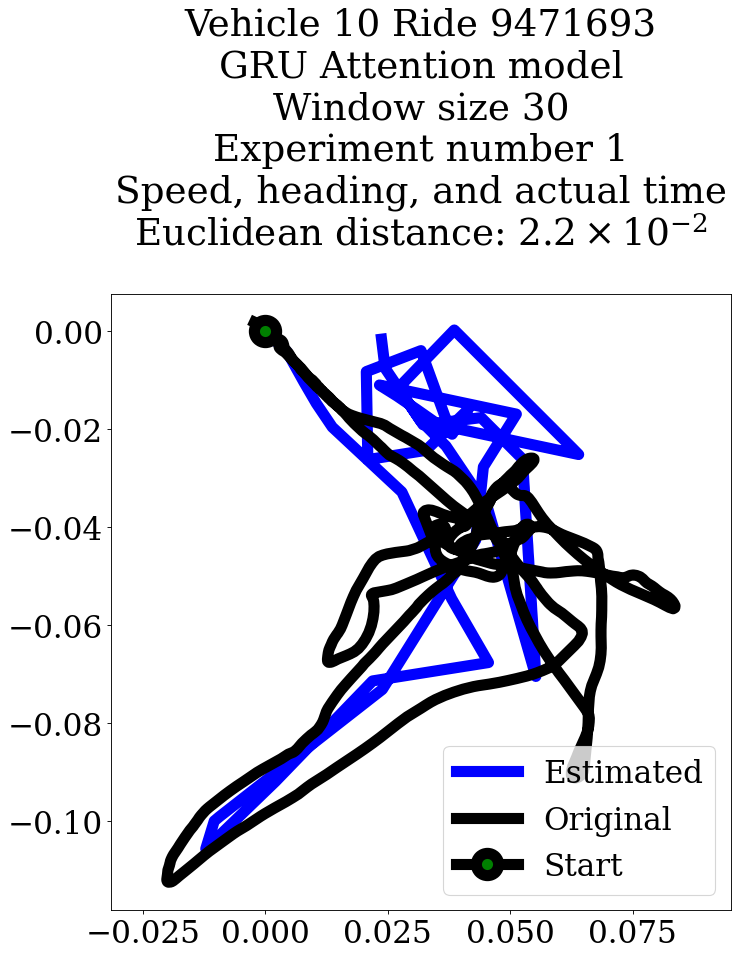 Vehicle 10 Ride 9471693
GRU Attention model
Window size 30
Experiment number 1
Speed, heading, and actual time
Euclidean distance: 2.2 × 10⁻²
0.00
−0.02
−0.04
−0.06
−0.08
−0.10
Estimated
Original
Start
−0.025 0.000 0.025 0.050 0.075